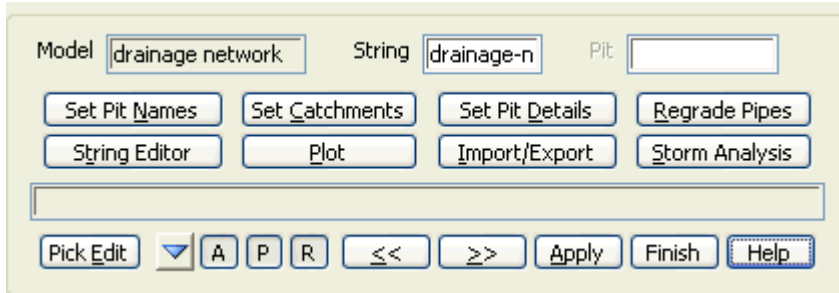 Model drainage network String drainage-n Pit
Set Pit Names Set Catchments Set Pit Details Regrade Pipes
String Editor Plot Import/Export Storm Analysis
Pick Edit A P R << >> Apply Finish Help